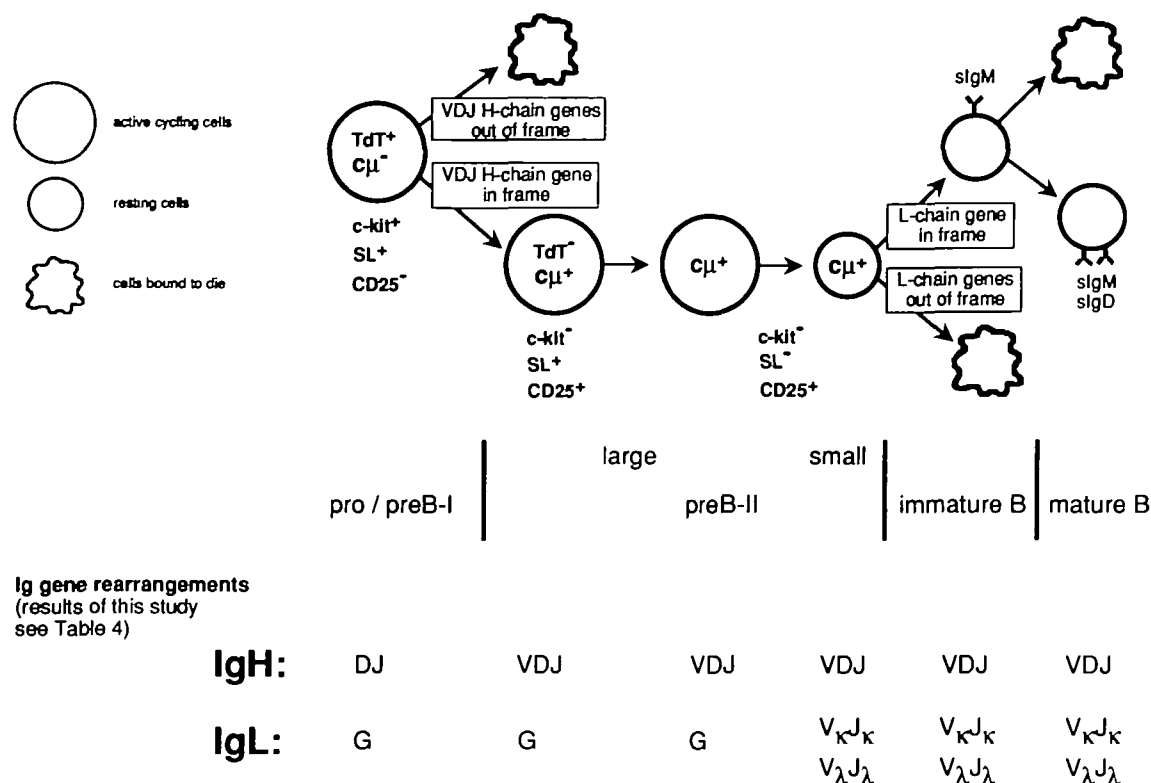 active cycling cells
resting cells
cells bound to die
TdT⁺
cμ⁻
c-kit⁺
SL⁺
CD25⁻
VDJ H-chain genes
out of frame
VDJ H-chain gene
in frame
TdT⁻
cμ⁺
c-kit⁻
SL⁺
CD25⁺
cμ⁺
c-kit⁻
SL⁻
CD25⁺
cμ⁺
L-chain gene
in frame
L-chain genes
out of frame
sIgM
sIgM
sIgD
large
small
pro / preB-I
preB-II
immature B
mature B
Ig gene rearrangements
(results of this study
see Table 4)
IgH: DJ VDJ VDJ VDJ VDJ VDJ
IgL: G G G VκJκ VκJκ VκJκ
VλJλ VλJλ VλJλ